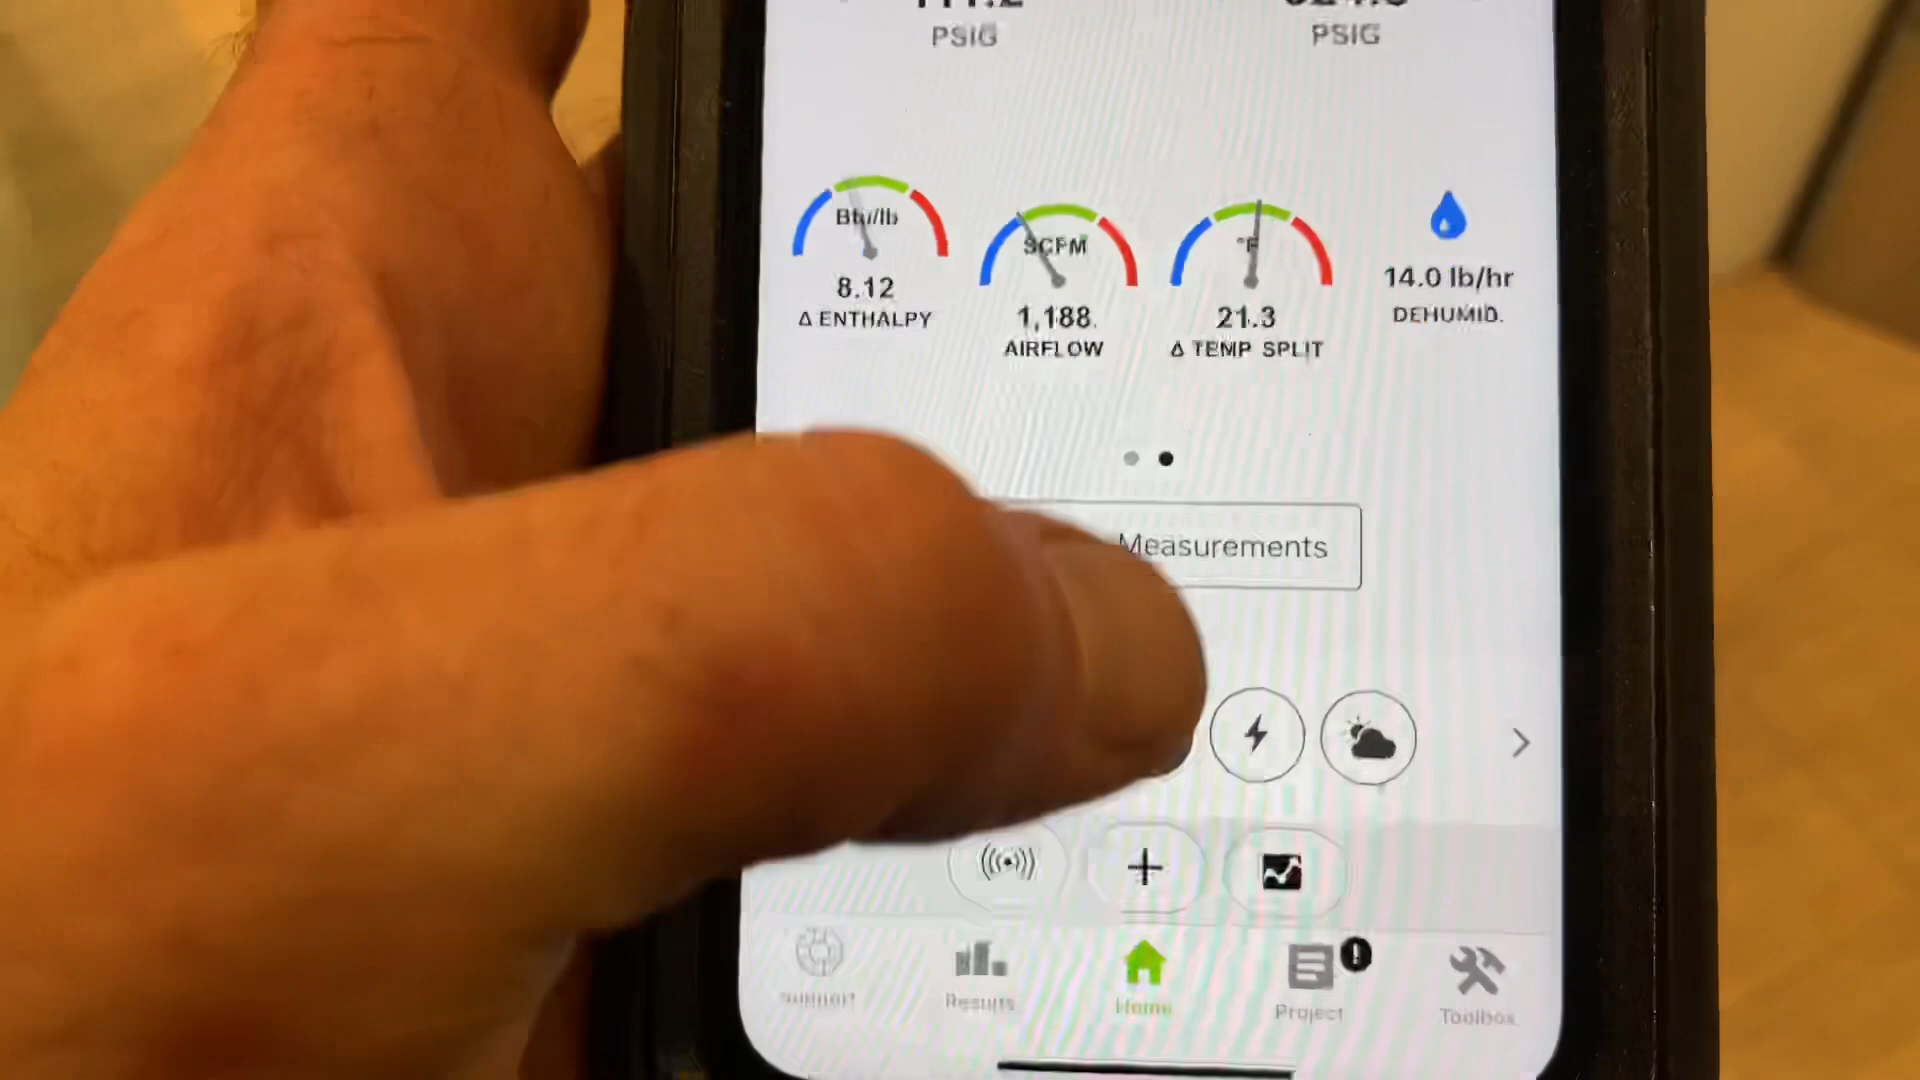 PSIG PSIG
Btu/lb
SCFM
°F
8.12
Δ ENTHALPY
1,188
AIRFLOW
21.3
Δ TEMP SPLIT
14.0 lb/hr
DEHUMID.
Measurements
Support
Results
Home
Project
Toolbox